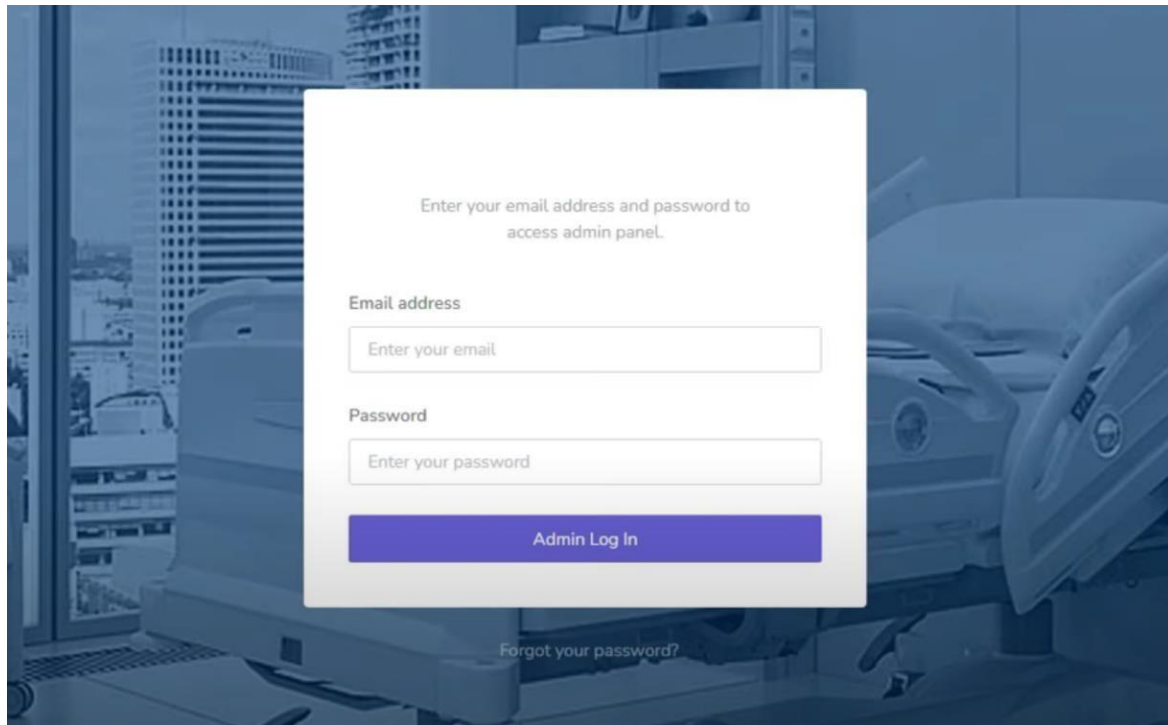 Enter your email address and password to
access admin panel.
Email address
Enter your email
Password
Enter your password
Admin Log In
Forgot your password?